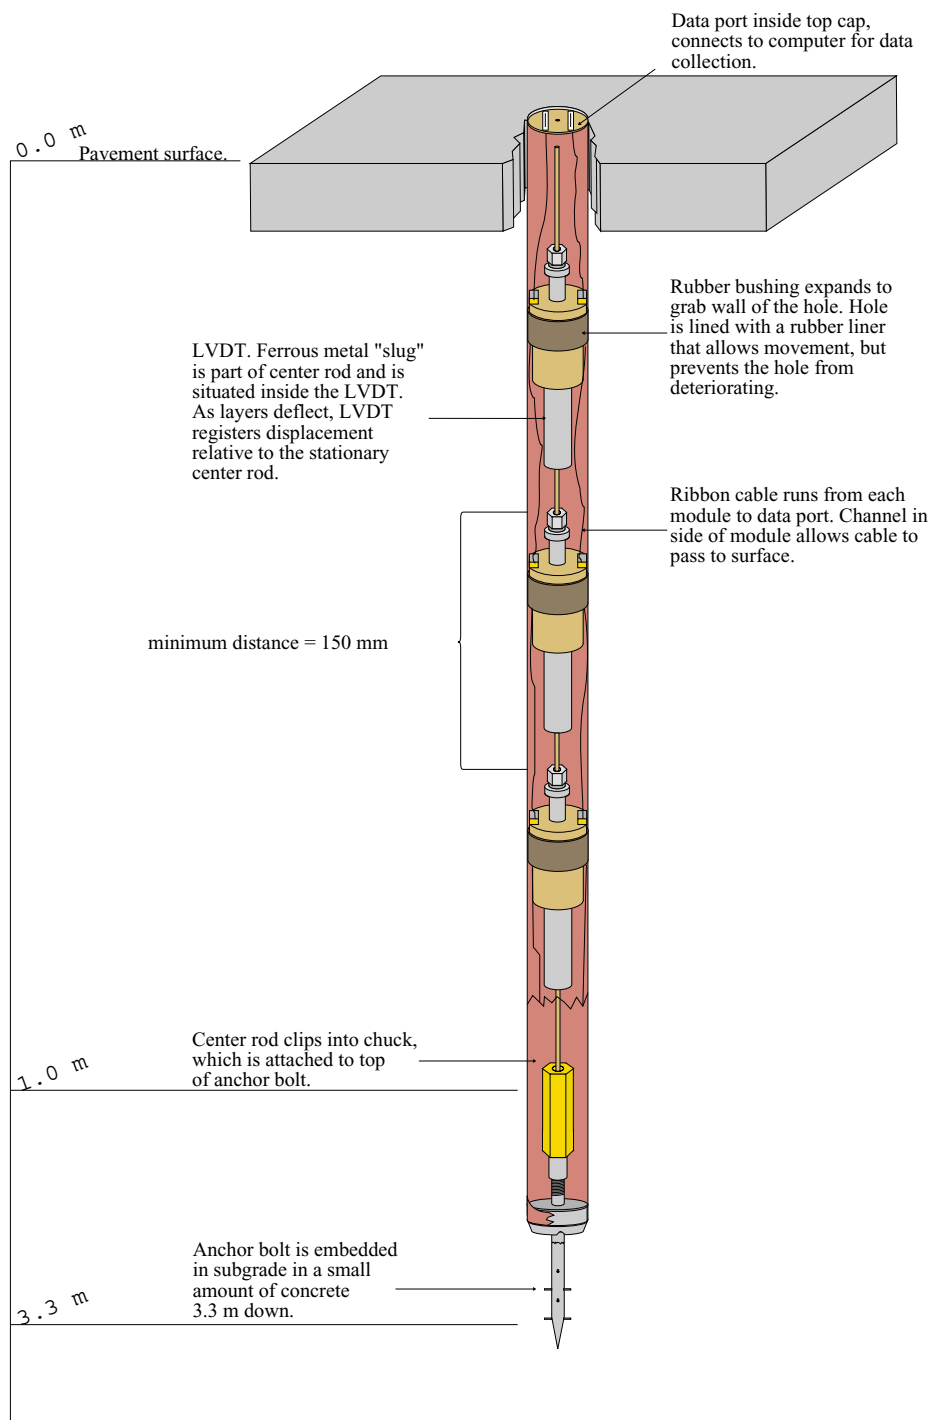 Data port inside top cap,
connects to computer for data
collection.
0.0 m
Pavement surface.
Rubber bushing expands to
grab wall of the hole. Hole
is lined with a rubber liner
that allows movement, but
prevents the hole from
deteriorating.
LVDT. Ferrous metal "slug"
is part of center rod and is
situated inside the LVDT.
As layers deflect, LVDT
registers displacement
relative to the stationary
center rod.
Ribbon cable runs from each
module to data port. Channel in
side of module allows cable to
pass to surface.
minimum distance = 150 mm
Center rod clips into chuck,
which is attached to top
of anchor bolt.
1.0 m
Anchor bolt is embedded
in subgrade in a small
amount of concrete
3.3 m down.
3.3 m